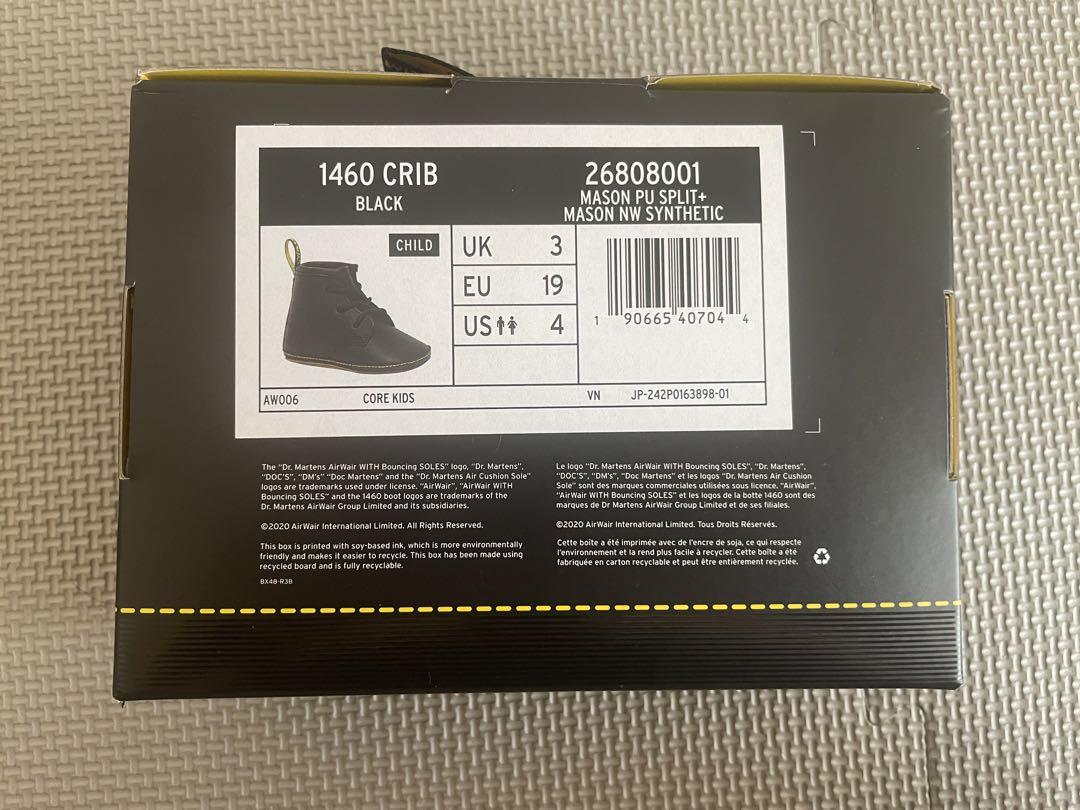 1460 CRIB
BLACK
26808001
MASON PU SPLIT+
MASON NW SYNTHETIC
CHILD
UK 3
EU 19
US 4
1 90665 40704 4
AW006 CORE KIDS VN JP-242P0163898-01
The "Dr. Martens AirWair WITH Bouncing SOLES" logo, "Dr. Martens",
"DOC'S", "DM's" "Doc Martens" and the "Dr. Martens Air Cushion Sole"
logos are trademarks used under license. "AirWair", "AirWair WITH
Bouncing SOLES" and the 1460 boot logos are trademarks of the
Dr. Martens AirWair Group Limited and its subsidiaries.
©2020 AirWair International Limited. All Rights Reserved.
This box is printed with soy-based ink, which is more environmentally
friendly and makes it easier to recycle. This box has been made using
recycled board and is fully recyclable.
BX48-R3B
Le logo "Dr. Martens AirWair WITH Bouncing SOLES", "Dr. Martens",
"DOC'S", "DM's", "Doc Martens" et les logos "Dr. Martens Air Cushion
Sole" sont des marques commerciales utilisées sous licence. "AirWair",
"AirWair WITH Bouncing SOLES" et les logos de la botte 1460 sont des
marques de Dr Martens AirWair Group Limited et de ses filiales.
©2020 AirWair International Limited. Tous Droits Réservés.
Cette boîte a été imprimée avec de l'encre de soja, ce qui respecte
l'environnement et la rend plus facile à recycler. Cette boîte a été
fabriquée en carton recyclable et peut être entièrement recyclée.